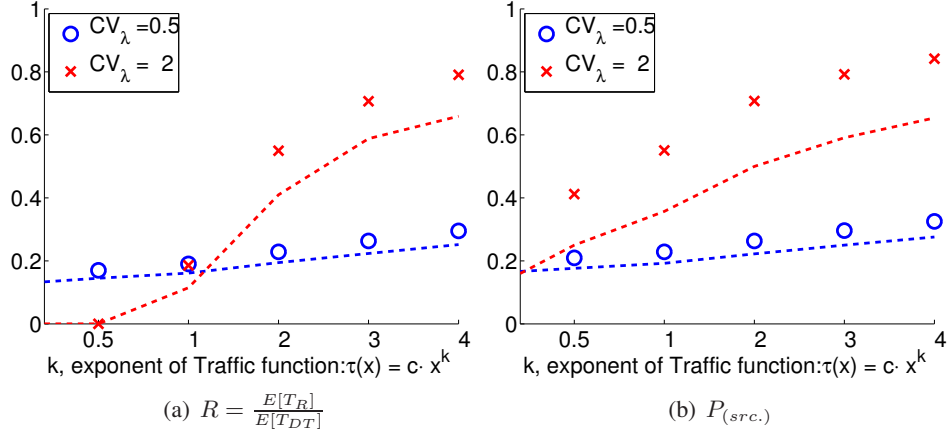 CV_λ =0.5
CV_λ = 2
1
0.8
0.6
0.4
0.2
0
0.5 1 2 3 4
k, exponent of Traffic function:τ(x) = c· x^k
(a) R = E[T_R] / E[T_DT]
CV_λ =0.5
CV_λ = 2
1
0.8
0.6
0.4
0.2
0
0.5 1 2 3 4
k, exponent of Traffic function:τ(x) = c· x^k
(b) P_(src.)